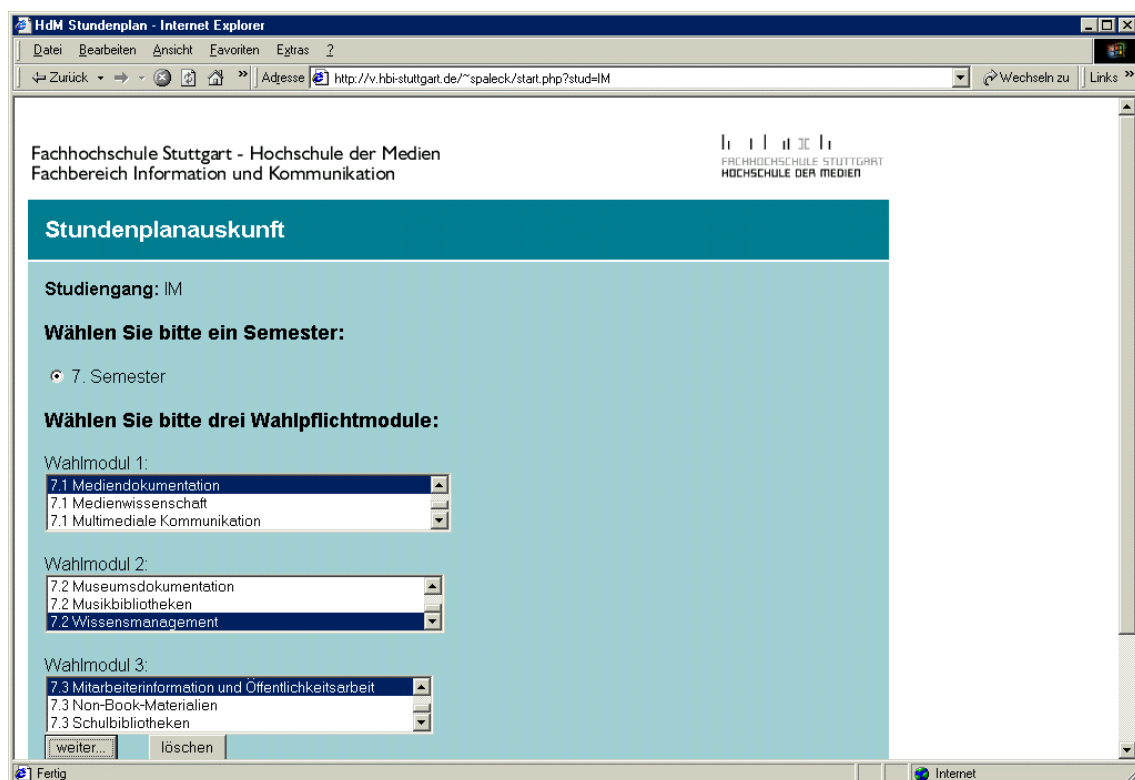 HdM Stundenplan - Internet Explorer
Datei Bearbeiten Ansicht Favoriten Extras ?
Zurück » Adresse http://v.hbi-stuttgart.de/~spaleck/start.php?stud=IM Wechseln zu Links »
Fachhochschule Stuttgart - Hochschule der Medien
Fachbereich Information und Kommunikation
FACHHOCHSCHULE STUTTGART
HOCHSCHULE DER MEDIEN
Stundenplanauskunft
Studiengang: IM
Wählen Sie bitte ein Semester:
7. Semester
Wählen Sie bitte drei Wahlpflichtmodule:
Wahlmodul 1:
7.1 Mediendokumentation
7.1 Medienwissenschaft
7.1 Multimediale Kommunikation
Wahlmodul 2:
7.2 Museumsdokumentation
7.2 Musikbibliotheken
7.2 Wissensmanagement
Wahlmodul 3:
7.3 Mitarbeiterinformation und Öffentlichkeitsarbeit
7.3 Non-Book-Materialien
7.3 Schulbibliotheken
weiter... löschen
Fertig Internet